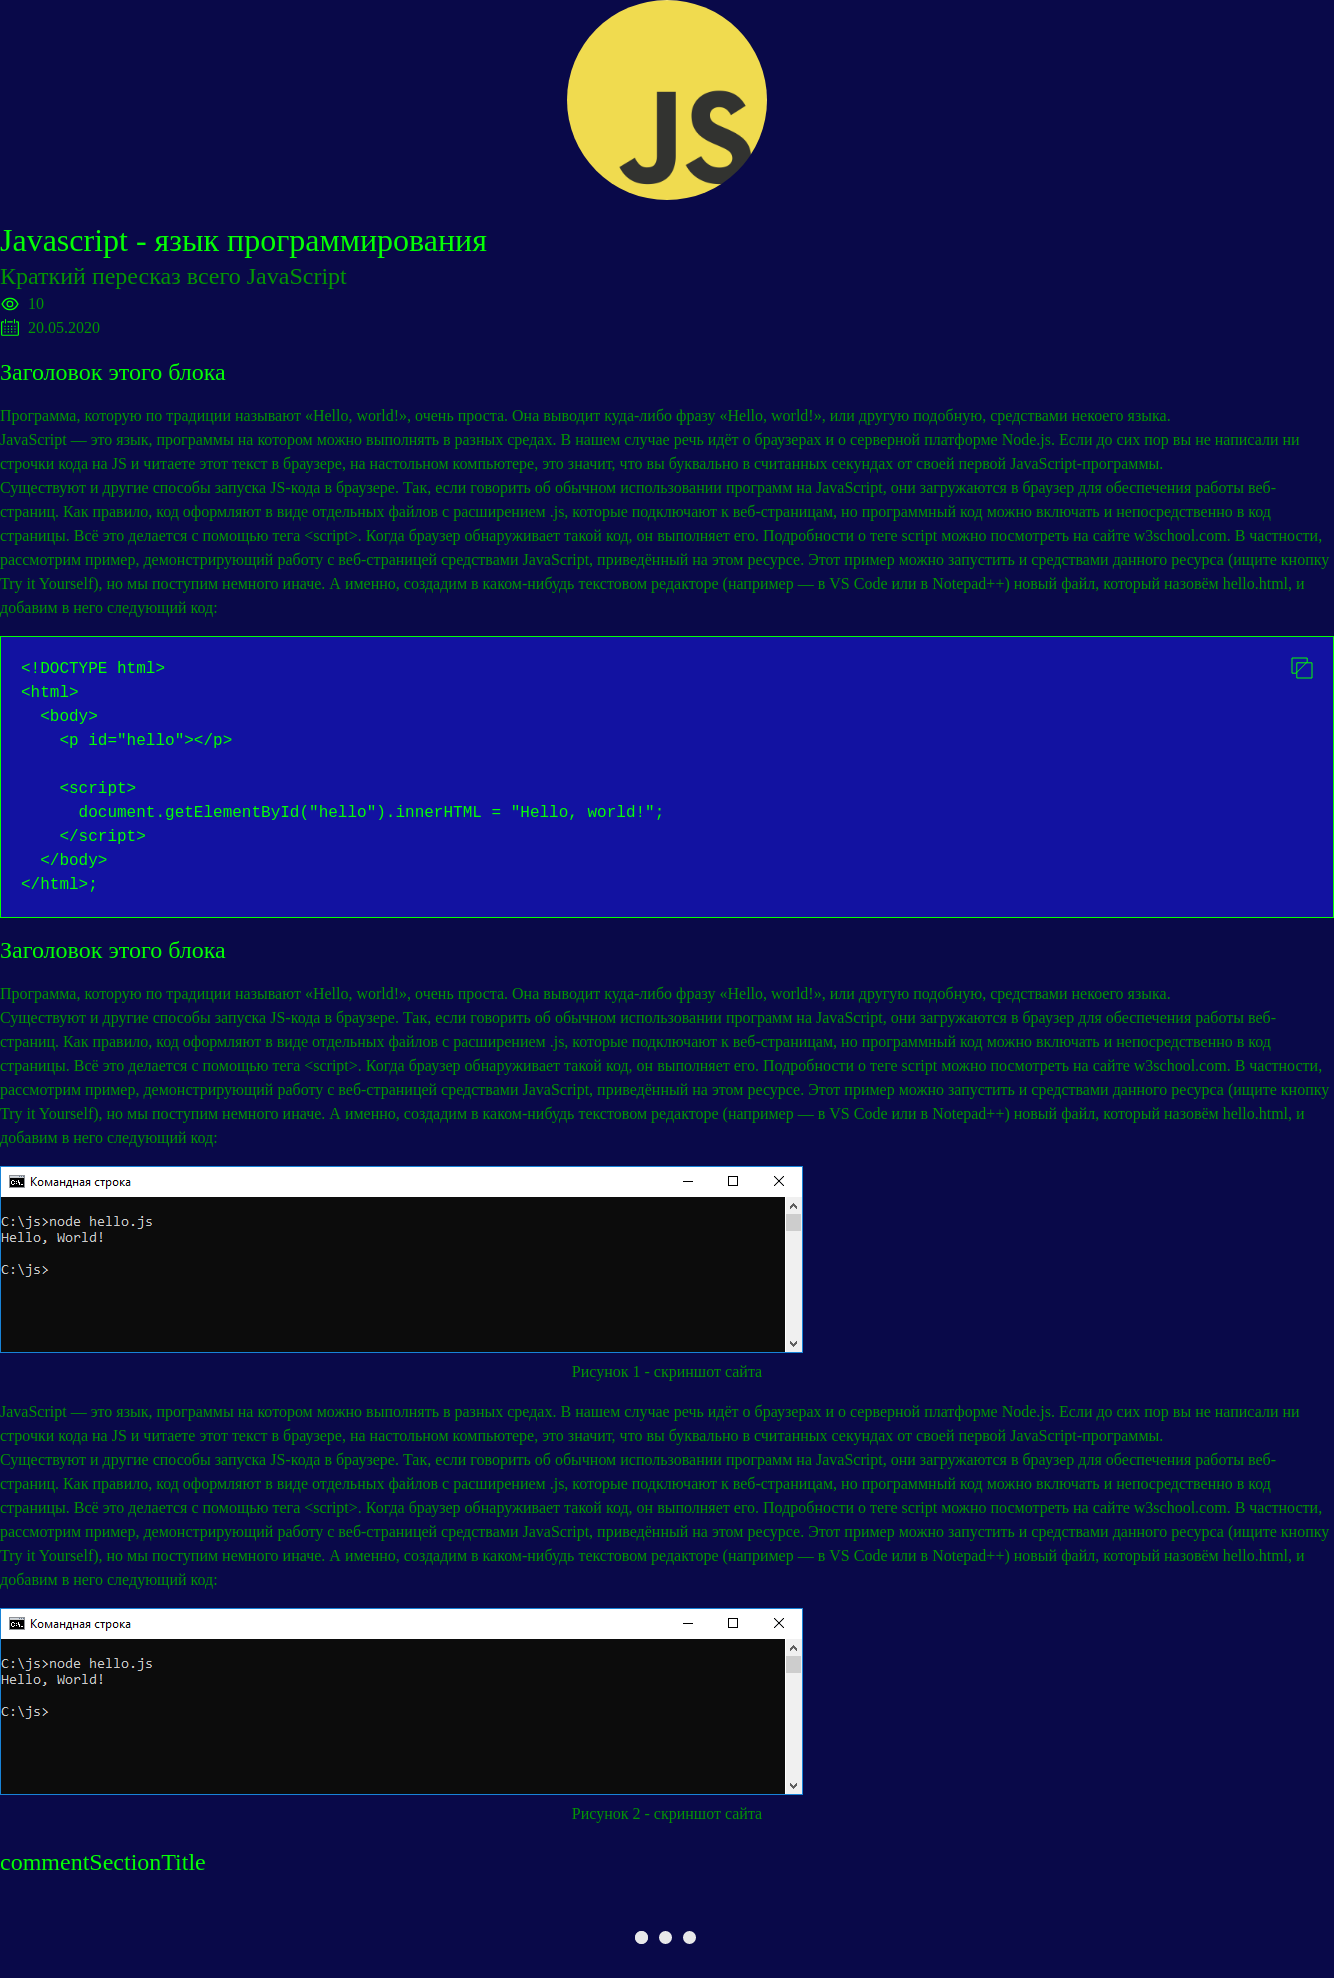 JS
Javascript - язык программирования
Краткий пересказ всего JavaScript
10
20.05.2020
Заголовок этого блока
Программа, которую по традиции называют «Hello, world!», очень проста. Она выводит куда-либо фразу «Hello, world!», или другую подобную, средствами некоего языка.
JavaScript — это язык, программы на котором можно выполнять в разных средах. В нашем случае речь идёт о браузерах и о серверной платформе Node.js. Если до сих пор вы не написали ни
строчки кода на JS и читаете этот текст в браузере, на настольном компьютере, это значит, что вы буквально в считанных секундах от своей первой JavaScript-программы.
Существуют и другие способы запуска JS-кода в браузере. Так, если говорить об обычном использовании программ на JavaScript, они загружаются в браузер для обеспечения работы веб-
страниц. Как правило, код оформляют в виде отдельных файлов с расширением .js, которые подключают к веб-страницам, но программный код можно включать и непосредственно в код
страницы. Всё это делается с помощью тега <script>. Когда браузер обнаруживает такой код, он выполняет его. Подробности о теге script можно посмотреть на сайте w3school.com. В частности,
рассмотрим пример, демонстрирующий работу с веб-страницей средствами JavaScript, приведённый на этом ресурсе. Этот пример можно запустить и средствами данного ресурса (ищите кнопку
Try it Yourself), но мы поступим немного иначе. А именно, создадим в каком-нибудь текстовом редакторе (например — в VS Code или в Notepad++) новый файл, который назовём hello.html, и
добавим в него следующий код:
<!DOCTYPE html>
<html>
<body>
<p id="hello"></p>
<script>
document.getElementById("hello").innerHTML = "Hello, world!";
</script>
</body>
</html>;
Заголовок этого блока
Программа, которую по традиции называют «Hello, world!», очень проста. Она выводит куда-либо фразу «Hello, world!», или другую подобную, средствами некоего языка.
Существуют и другие способы запуска JS-кода в браузере. Так, если говорить об обычном использовании программ на JavaScript, они загружаются в браузер для обеспечения работы веб-
страниц. Как правило, код оформляют в виде отдельных файлов с расширением .js, которые подключают к веб-страницам, но программный код можно включать и непосредственно в код
страницы. Всё это делается с помощью тега <script>. Когда браузер обнаруживает такой код, он выполняет его. Подробности о теге script можно посмотреть на сайте w3school.com. В частности,
рассмотрим пример, демонстрирующий работу с веб-страницей средствами JavaScript, приведённый на этом ресурсе. Этот пример можно запустить и средствами данного ресурса (ищите кнопку
Try it Yourself), но мы поступим немного иначе. А именно, создадим в каком-нибудь текстовом редакторе (например — в VS Code или в Notepad++) новый файл, который назовём hello.html, и
добавим в него следующий код:
Командная строка
C:\js>node hello.js
Hello, World!
C:\js>
Рисунок 1 - скриншот сайта
JavaScript — это язык, программы на котором можно выполнять в разных средах. В нашем случае речь идёт о браузерах и о серверной платформе Node.js. Если до сих пор вы не написали ни
строчки кода на JS и читаете этот текст в браузере, на настольном компьютере, это значит, что вы буквально в считанных секундах от своей первой JavaScript-программы.
Существуют и другие способы запуска JS-кода в браузере. Так, если говорить об обычном использовании программ на JavaScript, они загружаются в браузер для обеспечения работы веб-
страниц. Как правило, код оформляют в виде отдельных файлов с расширением .js, которые подключают к веб-страницам, но программный код можно включать и непосредственно в код
страницы. Всё это делается с помощью тега <script>. Когда браузер обнаруживает такой код, он выполняет его. Подробности о теге script можно посмотреть на сайте w3school.com. В частности,
рассмотрим пример, демонстрирующий работу с веб-страницей средствами JavaScript, приведённый на этом ресурсе. Этот пример можно запустить и средствами данного ресурса (ищите кнопку
Try it Yourself), но мы поступим немного иначе. А именно, создадим в каком-нибудь текстовом редакторе (например — в VS Code или в Notepad++) новый файл, который назовём hello.html, и
добавим в него следующий код:
Командная строка
C:\js>node hello.js
Hello, World!
C:\js>
Рисунок 2 - скриншот сайта
commentSectionTitle